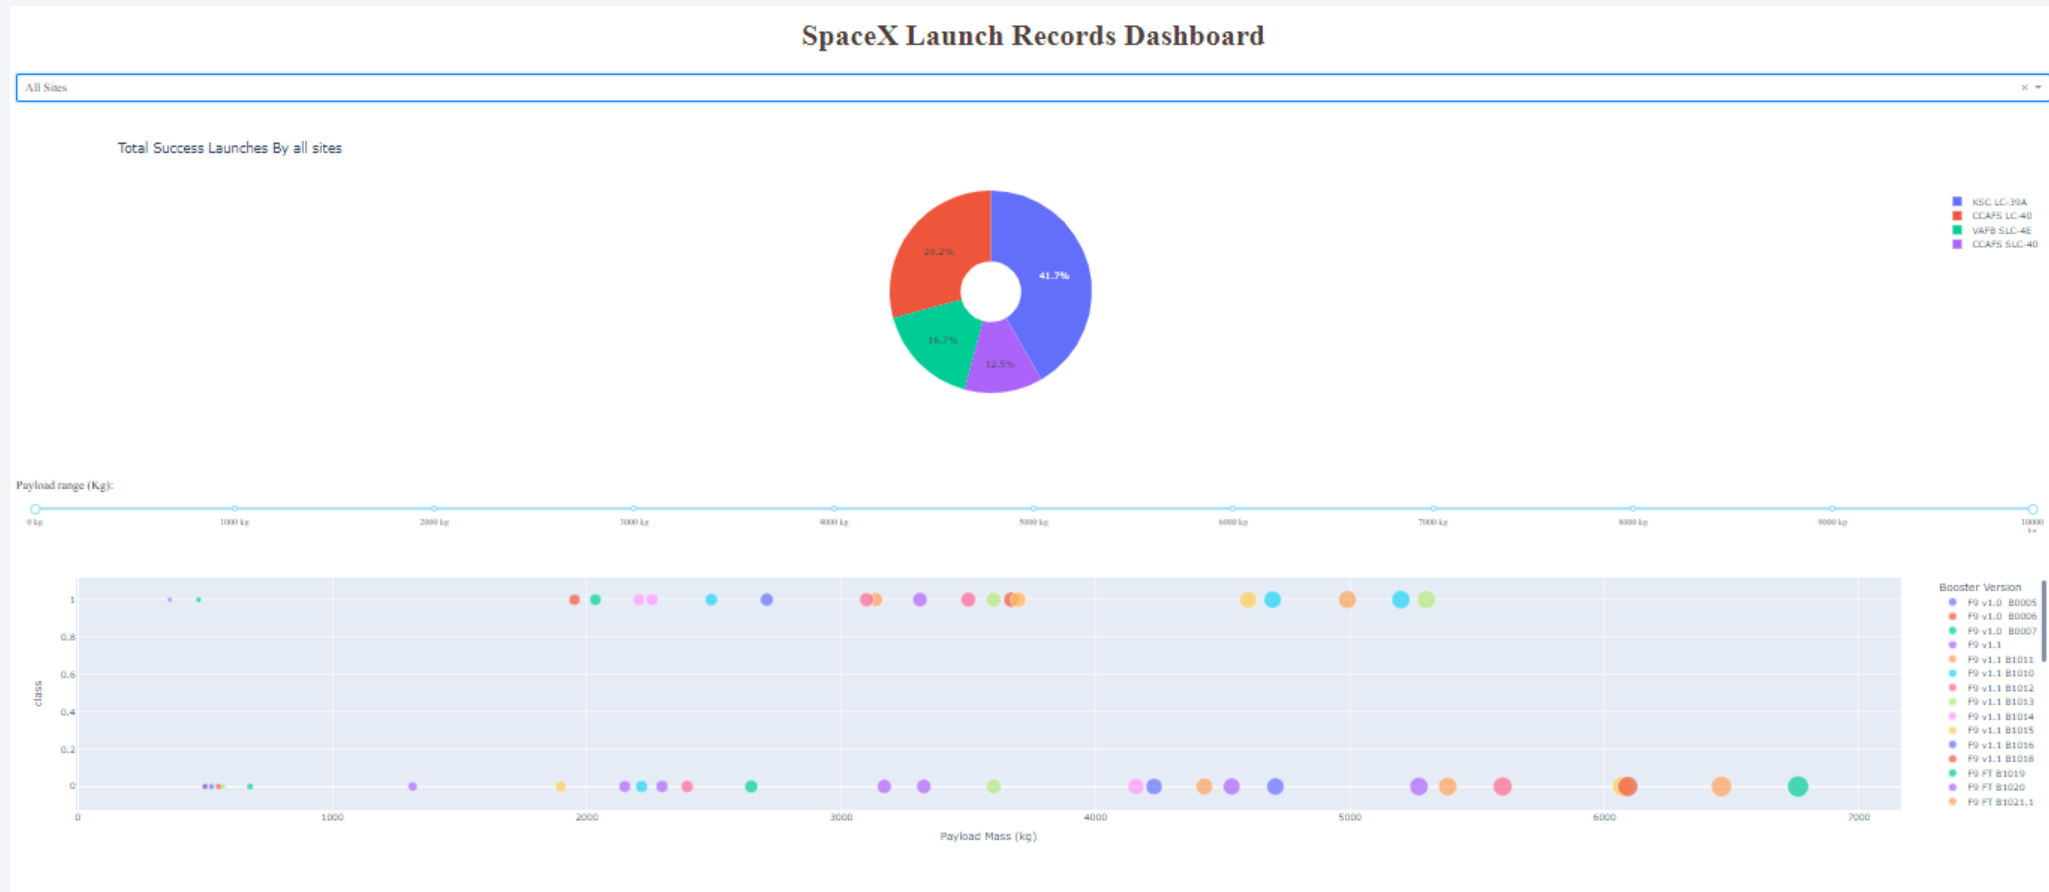 SpaceX Launch Records Dashboard
All Sites
×
Total Success Launches By all sites
KSC LC-39A
CCAFS LC-40
VAFB SLC-4E
CCAFS SLC-40
29.2%
41.7%
16.7%
12.5%
Payload range (Kg):
0 kg 1000 kg 2000 kg 3000 kg 4000 kg 5000 kg 6000 kg 7000 kg 8000 kg 9000 kg 10000
Booster Version
F9 v1.0 B0005
F9 v1.0 B0006
F9 v1.0 B0007
F9 v1.1
F9 v1.1 B1011
F9 v1.1 B1010
F9 v1.1 B1012
F9 v1.1 B1013
F9 v1.1 B1014
F9 v1.1 B1015
F9 v1.1 B1016
F9 v1.1 B1018
F9 FT B1019
F9 FT B1020
F9 FT B1021.1
class
1
0.8
0.6
0.4
0.2
0
0 1000 2000 3000 4000 5000 6000 7000
Payload Mass (kg)